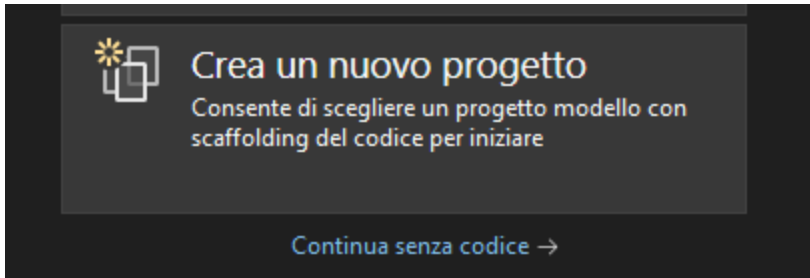 Crea un nuovo progetto
Consente di scegliere un progetto modello con
scaffolding del codice per iniziare
Continua senza codice →